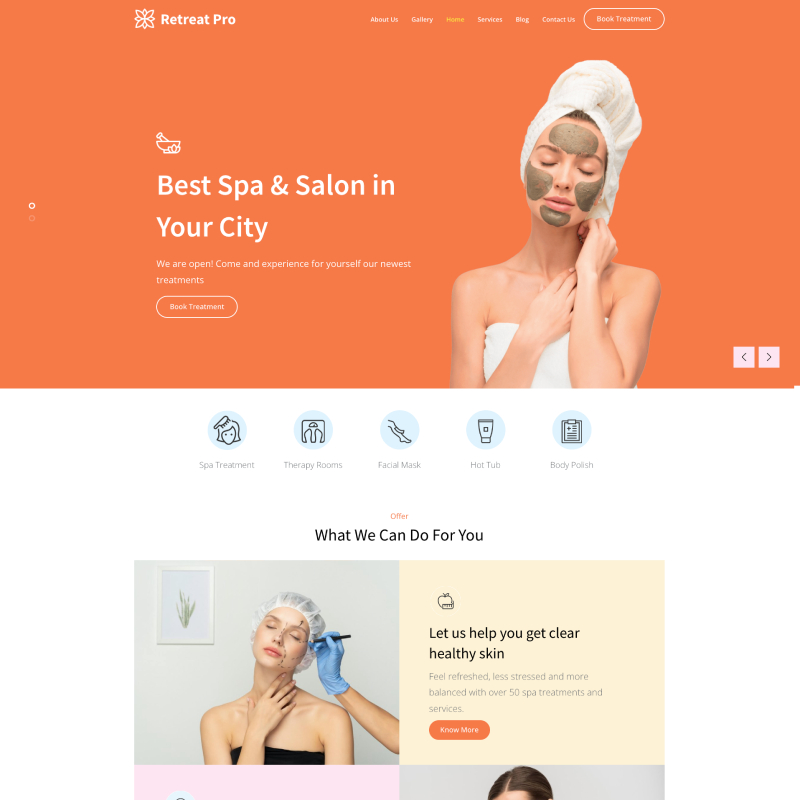 Retreat Pro
About Us
Gallery
Home
Services
Blog
Contact Us
Book Treatment
Best Spa & Salon in
Your City
We are open! Come and experience for yourself our newest
treatments
Book Treatment
Spa Treatment
Therapy Rooms
Facial Mask
Hot Tub
Body Polish
Offer
What We Can Do For You
Let us help you get clear
healthy skin
Feel refreshed, less stressed and more
balanced with over 50 spa treatments and
services.
Know More